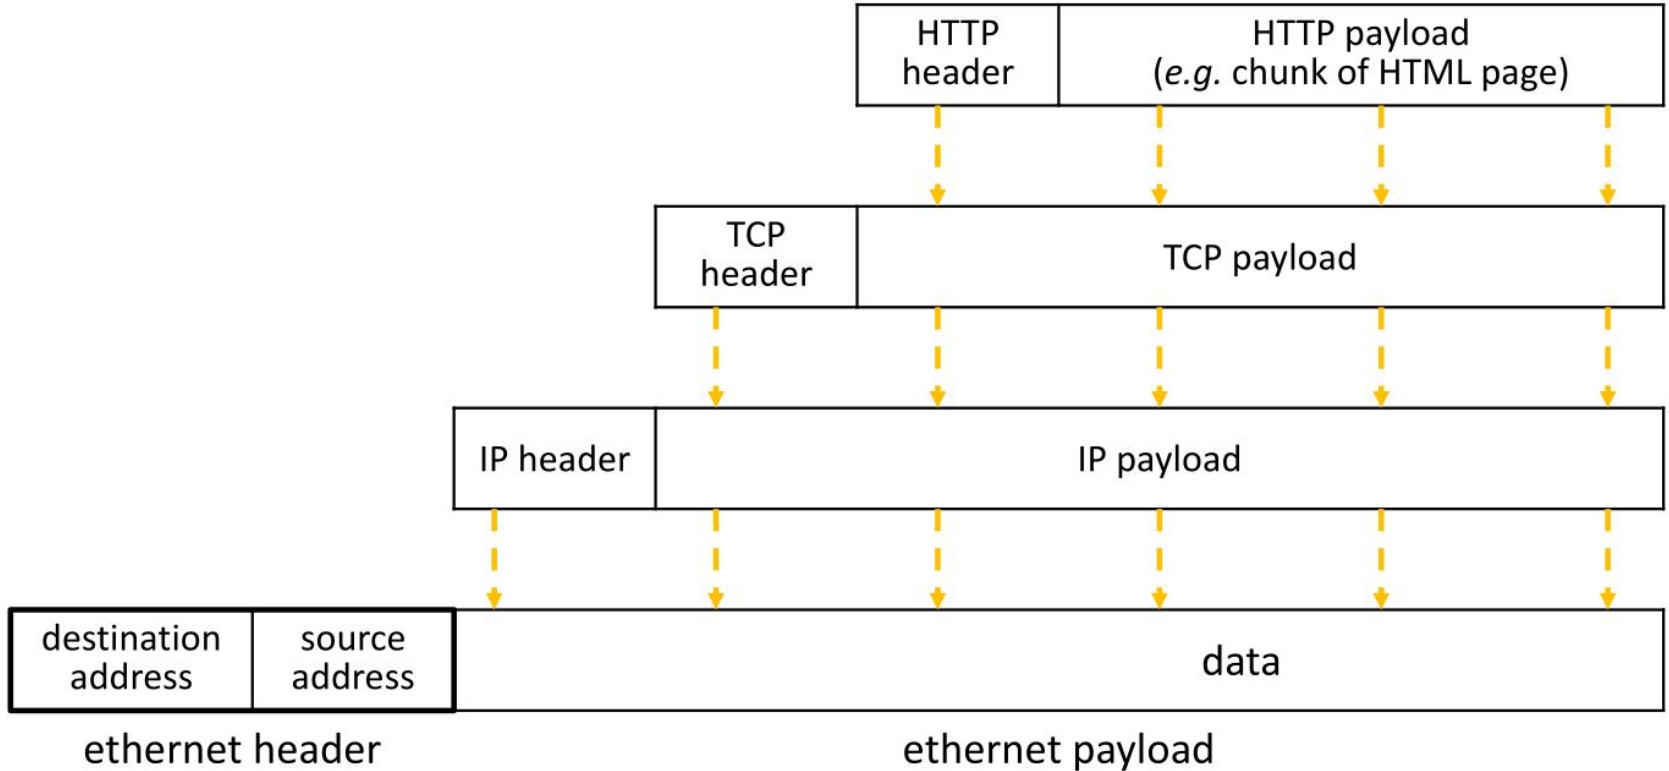 HTTP
header
HTTP payload
(e.g. chunk of HTML page)
TCP
header
TCP payload
IP header
IP payload
destination
address
source
address
data
ethernet header
ethernet payload